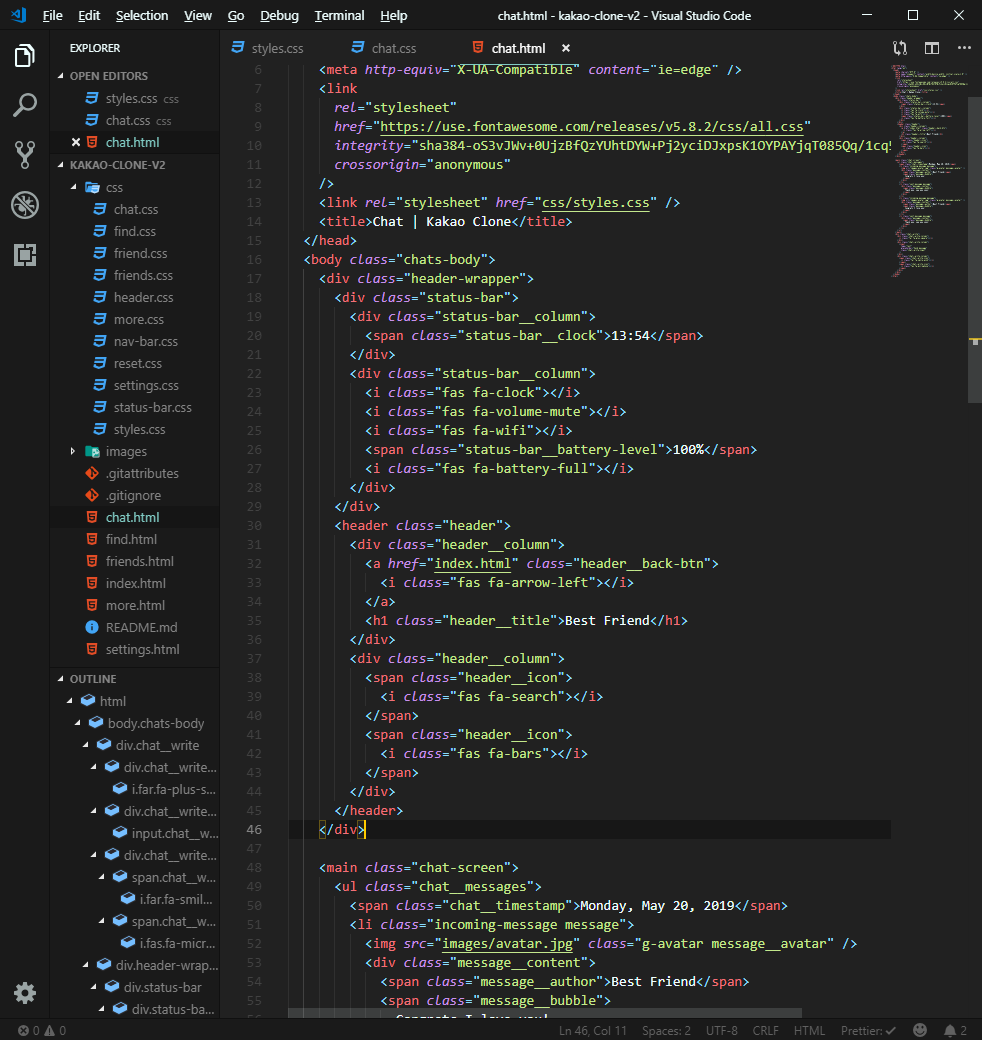 File Edit Selection View Go Debug Terminal Help chat.html - kakao-clone-v2 - Visual Studio Code
EXPLORER
OPEN EDITORS
styles.css css
chat.css css
chat.html
KAKAO-CLONE-V2
css
chat.css
find.css
friend.css
friends.css
header.css
more.css
nav-bar.css
reset.css
settings.css
status-bar.css
styles.css
images
.gitattributes
.gitignore
chat.html
find.html
friends.html
index.html
more.html
README.md
settings.html
OUTLINE
html
body.chats-body
div.chat__write
div.chat__write...
i.far.fa-plus-s...
div.chat__write...
input.chat__w...
div.chat__write...
span.chat__w...
i.far.fa-smil...
span.chat__w...
i.fas.fa-micr...
div.header-wrap...
div.status-bar
div.status-ba...
styles.css chat.css chat.html
6 <meta http-equiv="X-UA-Compatible" content="ie=edge" />
7 <link
8 rel="stylesheet"
9 href="https://use.fontawesome.com/releases/v5.8.2/css/all.css"
10 integrity="sha384-oS3vJWv+0UjzBfQzYUhtDYW+Pj2yciDJxpsK1OYPAYjqT085Qq/1cq5
11 crossorigin="anonymous"
12 />
13 <link rel="stylesheet" href="css/styles.css" />
14 <title>Chat | Kakao Clone</title>
15 </head>
16 <body class="chats-body">
17 <div class="header-wrapper">
18 <div class="status-bar">
19 <div class="status-bar__column">
20 <span class="status-bar__clock">13:54</span>
21 </div>
22 <div class="status-bar__column">
23 <i class="fas fa-clock"></i>
24 <i class="fas fa-volume-mute"></i>
25 <i class="fas fa-wifi"></i>
26 <span class="status-bar__battery-level">100%</span>
27 <i class="fas fa-battery-full"></i>
28 </div>
29 </div>
30 <header class="header">
31 <div class="header__column">
32 <a href="index.html" class="header__back-btn">
33 <i class="fas fa-arrow-left"></i>
34 </a>
35 <h1 class="header__title">Best Friend</h1>
36 </div>
37 <div class="header__column">
38 <span class="header__icon">
39 <i class="fas fa-search"></i>
40 </span>
41 <span class="header__icon">
42 <i class="fas fa-bars"></i>
43 </span>
44 </div>
45 </header>
46 </div>
47
48 <main class="chat-screen">
49 <ul class="chat__messages">
50 <span class="chat__timestamp">Monday, May 20, 2019</span>
51 <li class="incoming-message message">
52 <img src="images/avatar.jpg" class="g-avatar message__avatar" />
53 <div class="message__content">
54 <span class="message__author">Best Friend</span>
55 <span class="message__bubble">
0 0 Ln 46, Col 11 Spaces: 2 UTF-8 CRLF HTML Prettier: 2